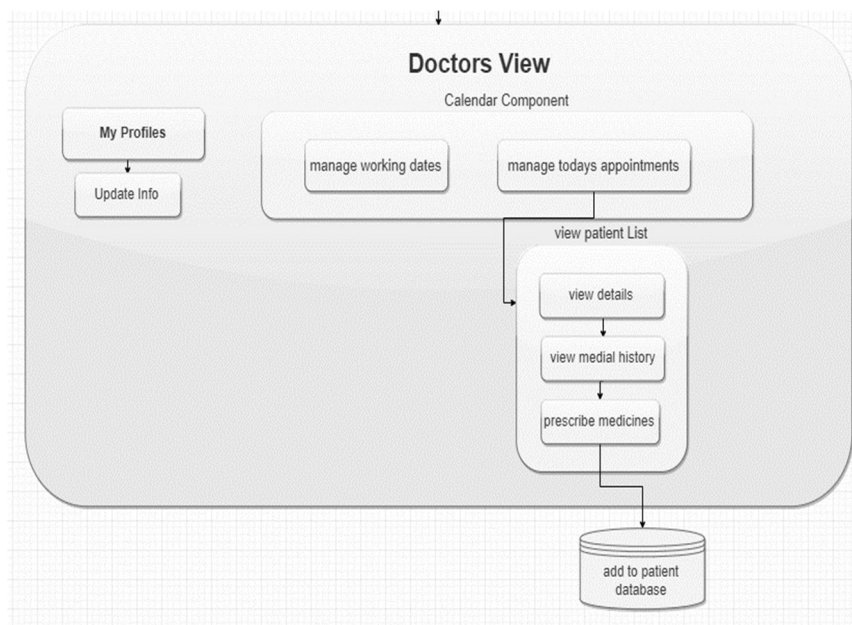 Doctors View
Calendar Component
My Profiles
Update Info
manage working dates
manage todays appointments
view patient List
view details
view medial history
prescribe medicines
add to patient
database